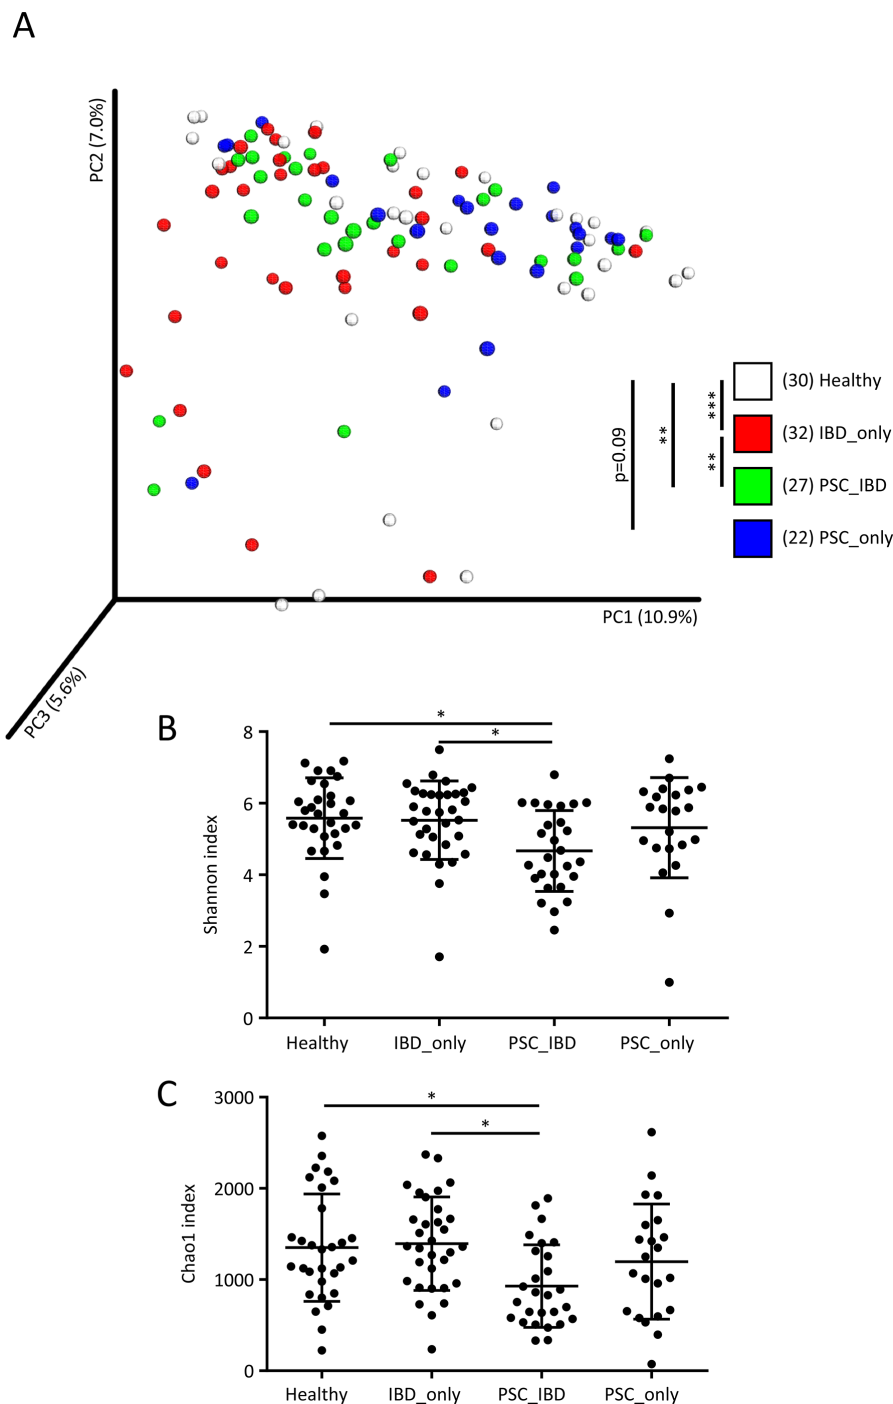 A
PC2 (7.0%)
(30) Healthy
(32) IBD_only
(27) PSC_IBD
(22) PSC_only
p=0.09
**
***
**
PC1 (10.9%)
PC3 (5.6%)
B
*
*
8
6
4
2
0
Shannon index
Healthy IBD_only PSC_IBD PSC_only
C
*
*
3000
2000
1000
0
Chao1 index
Healthy IBD_only PSC_IBD PSC_only